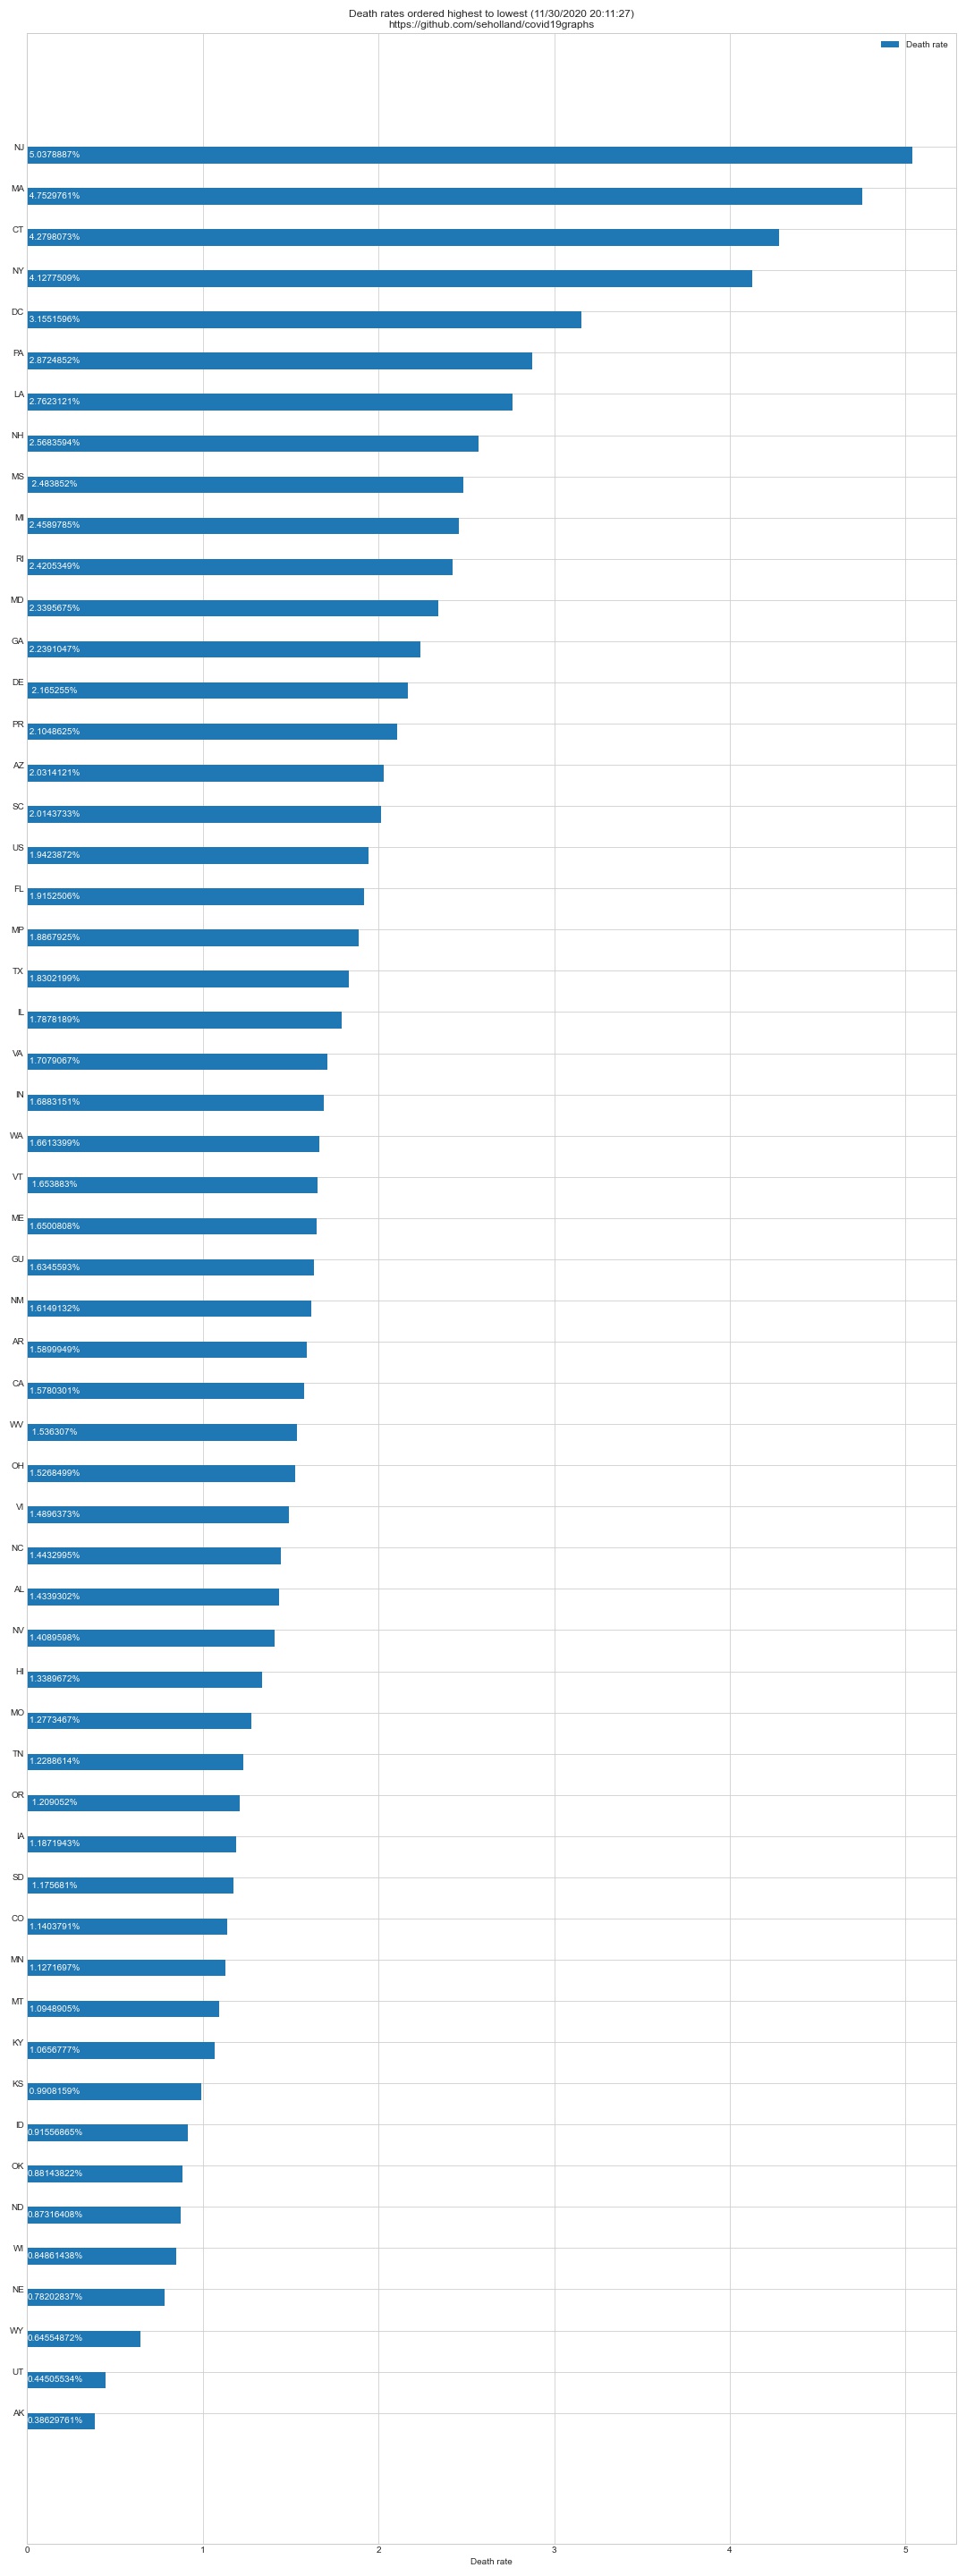 Death rates ordered highest to lowest (11/30/2020 20:11:27)
https://github.com/seholland/covid19graphs
Death rate
NJ 5.0378887%
MA 4.7529761%
CT 4.2798073%
NY 4.1277509%
DC 3.1551596%
PA 2.8724852%
LA 2.7623121%
NH 2.5683594%
MS 2.483852%
MI 2.4589785%
RI 2.4205349%
MD 2.3395675%
GA 2.2391047%
DE 2.165255%
PR 2.1048625%
AZ 2.0314121%
SC 2.0143733%
US 1.9423872%
FL 1.9152506%
MP 1.8867925%
TX 1.8302199%
IL 1.7878189%
VA 1.7079067%
IN 1.6883151%
WA 1.6613399%
VT 1.653883%
ME 1.6500808%
GU 1.6345593%
NM 1.6149132%
AR 1.5899949%
CA 1.5780301%
WV 1.536307%
OH 1.5268499%
VI 1.4896373%
NC 1.4432995%
AL 1.4339302%
NV 1.4089598%
HI 1.3389672%
MO 1.2773467%
TN 1.2288614%
OR 1.209052%
IA 1.1871943%
SD 1.175681%
CO 1.1403791%
MN 1.1271697%
MT 1.0948905%
KY 1.0656777%
KS 0.9908159%
ID 0.91556865%
OK 0.88143822%
ND 0.87316408%
WI 0.84861438%
NE 0.78202837%
WY 0.64554872%
UT 0.44505534%
AK 0.38629761%
0 1 2 3 4 5
Death rate